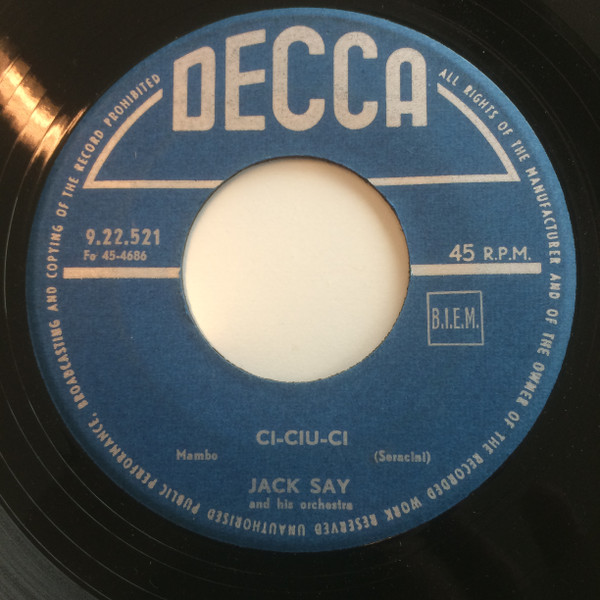 DECCA
ALL RIGHTS OF THE MANUFACTURER AND OF THE OWNER OF THE RECORDED WORK RESERVED UNAUTHORISED PUBLIC PERFORMANCE, BROADCASTING AND COPYING OF THE RECORD PROHIBITED
9.22.521
Fo 45-4686
45 R.P.M.
B.I.E.M.
CI-CIU-CI
Mambo (Seracini)
JACK SAY
and his orchestra